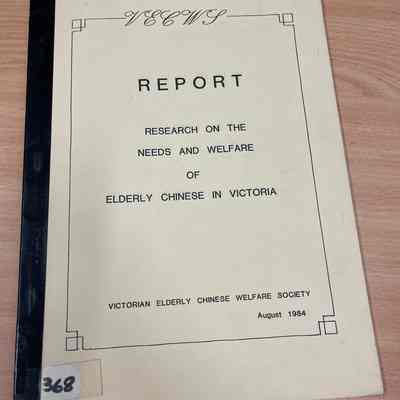 VECWS
REPORT
RESEARCH ON THE
NEEDS AND WELFARE
OF
ELDERLY CHINESE IN VICTORIA
VICTORIAN ELDERLY CHINESE WELFARE SOCIETY
August 1984
368